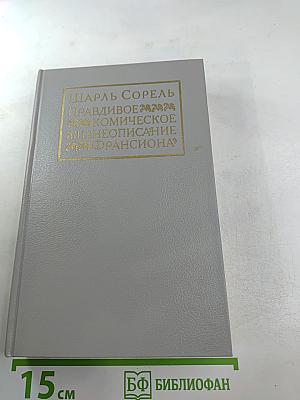 ШАРЛЬ СОРЕЛЬ
ПРАВДИВОЕ
КОМИЧЕСКОЕ
ЖИЗНЕОПИСАНИЕ
ФРАНСИОНА
15 см
БФ БИБЛИОФАН